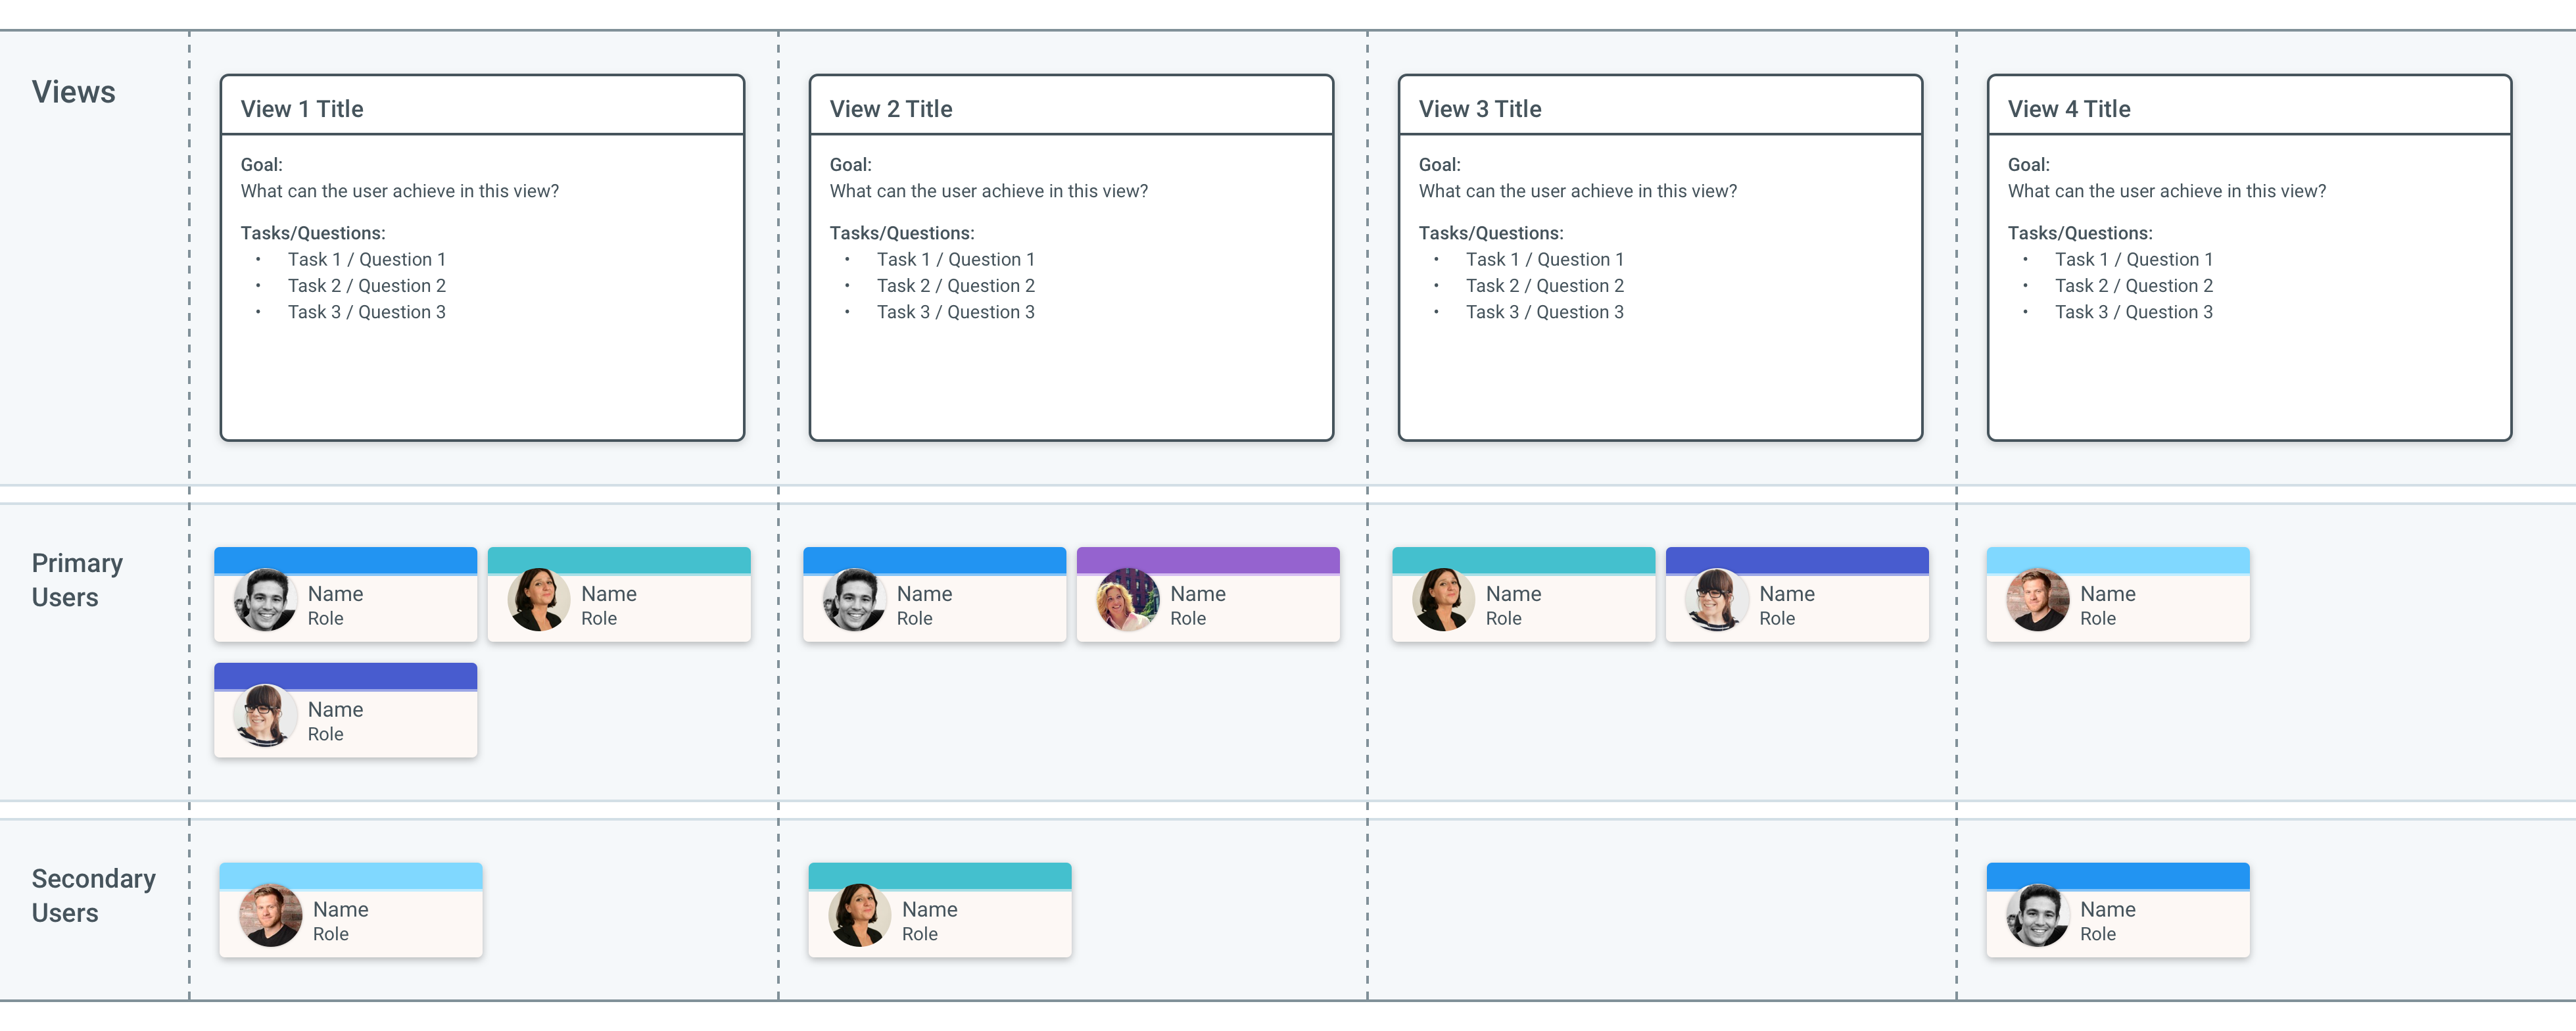 Views
View 1 Title
Goal:
What can the user achieve in this view?
Tasks/Questions:
• Task 1 / Question 1
• Task 2 / Question 2
• Task 3 / Question 3
View 2 Title
Goal:
What can the user achieve in this view?
Tasks/Questions:
• Task 1 / Question 1
• Task 2 / Question 2
• Task 3 / Question 3
View 3 Title
Goal:
What can the user achieve in this view?
Tasks/Questions:
• Task 1 / Question 1
• Task 2 / Question 2
• Task 3 / Question 3
View 4 Title
Goal:
What can the user achieve in this view?
Tasks/Questions:
• Task 1 / Question 1
• Task 2 / Question 2
• Task 3 / Question 3
Primary
Users
Name
Role
Name
Role
Name
Role
Name
Role
Name
Role
Name
Role
Name
Role
Name
Role
Secondary
Users
Name
Role
Name
Role
Name
Role